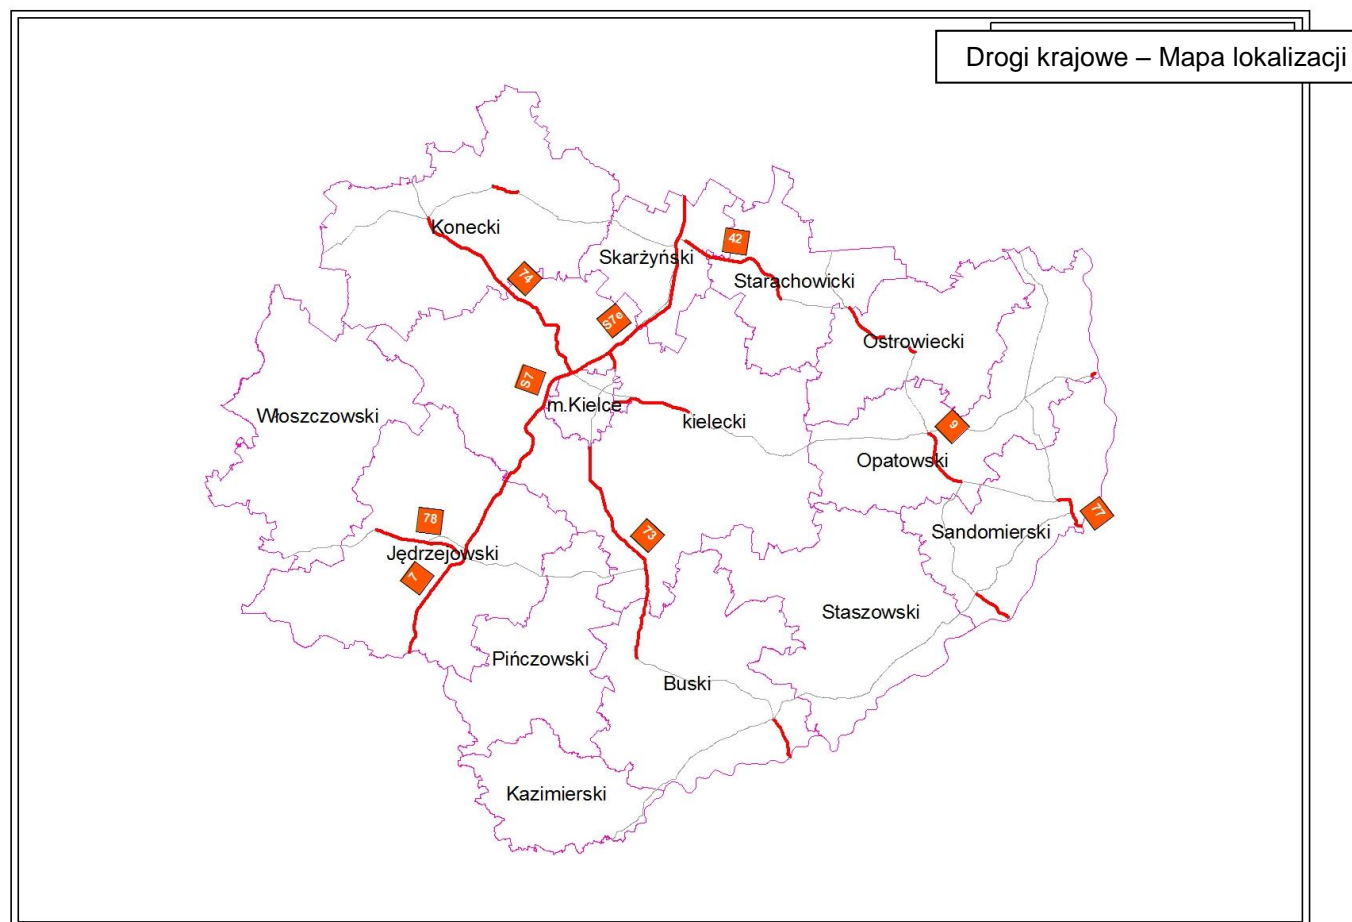 Drogi krajowe – Mapa lokalizacji
Konecki
Skarżyński
42
74
Starachowicki
S7e
Ostrowiecki
S7
m.Kielce
Włoszczowski
kielecki
9
Opatowski
78
77
73
Sandomierski
Jędrzejowski
7
Staszowski
Pińczowski
Buski
Kazimierski